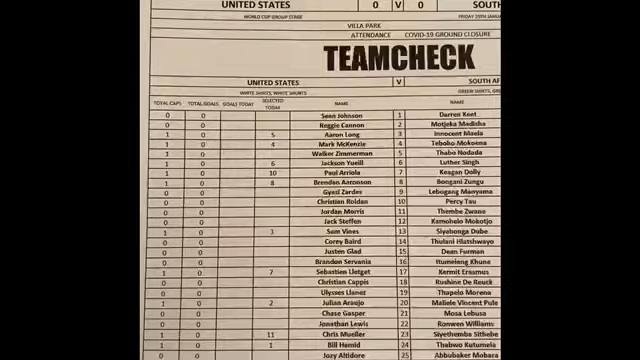 UNITED STATES 0 V 0 SOUTH
WORLD CUP GROUP STAGE FRIDAY 29TH JANUARY
VILLA PARK
ATTENDANCE COVID-19 GROUND CLOSURE
TEAMCHECK
UNITED STATES V SOUTH AF
WHITE SHIRTS, WHITE SHORTS GREEN SHIRTS, GRE
TOTAL CAPS TOTAL GOALS GOALS TODAY SELECTED TODAY NAME NAME
0 0 Sean Johnson 1 Darren Keet
0 0 Reggie Cannon 2 Motjeka Madisha
1 0 5 Aaron Long 3 Innocent Maela
1 0 4 Mark McKenzie 4 Teboho Mokoena
1 0 Walker Zimmerman 5 Thabo Nodada
1 0 6 Jackson Yueill 6 Luther Singh
1 0 10 Paul Arriola 7 Keagan Dolly
1 0 8 Brendan Aaronson 8 Bongani Zungu
0 0 Gyasi Zardes 9 Lebogang Manyama
0 0 Christian Roldan 10 Percy Tau
0 0 Jordan Morris 11 Thembe Zwane
0 0 Jack Steffen 12 Kamohelo Mokotjo
1 0 3 Sam Vines 13 Siyabonga Dube
0 0 Corey Baird 14 Thulani Hlatshwayo
0 0 Justen Glad 15 Dean Furman
0 0 Brandon Servania 16 Itumeleng Khune
1 0 7 Sebastien Lletget 17 Kermit Erasmus
0 0 Christian Cappis 18 Rushine De Reuck
0 0 Ulysses Llanez 19 Thapelo Morena
1 0 2 Julian Araujo 20 Maliele Vincent Pule
0 0 Chase Gasper 21 Mosa Lebusa
0 0 Jonathan Lewis 22 Ronwen Williams
1 0 11 Chris Mueller 23 Siyethemba Sithebe
1 0 1 Bill Hamid 24 Thabwo Kutumela
0 0 Jozy Altidore 25 Abbubaker Mobara